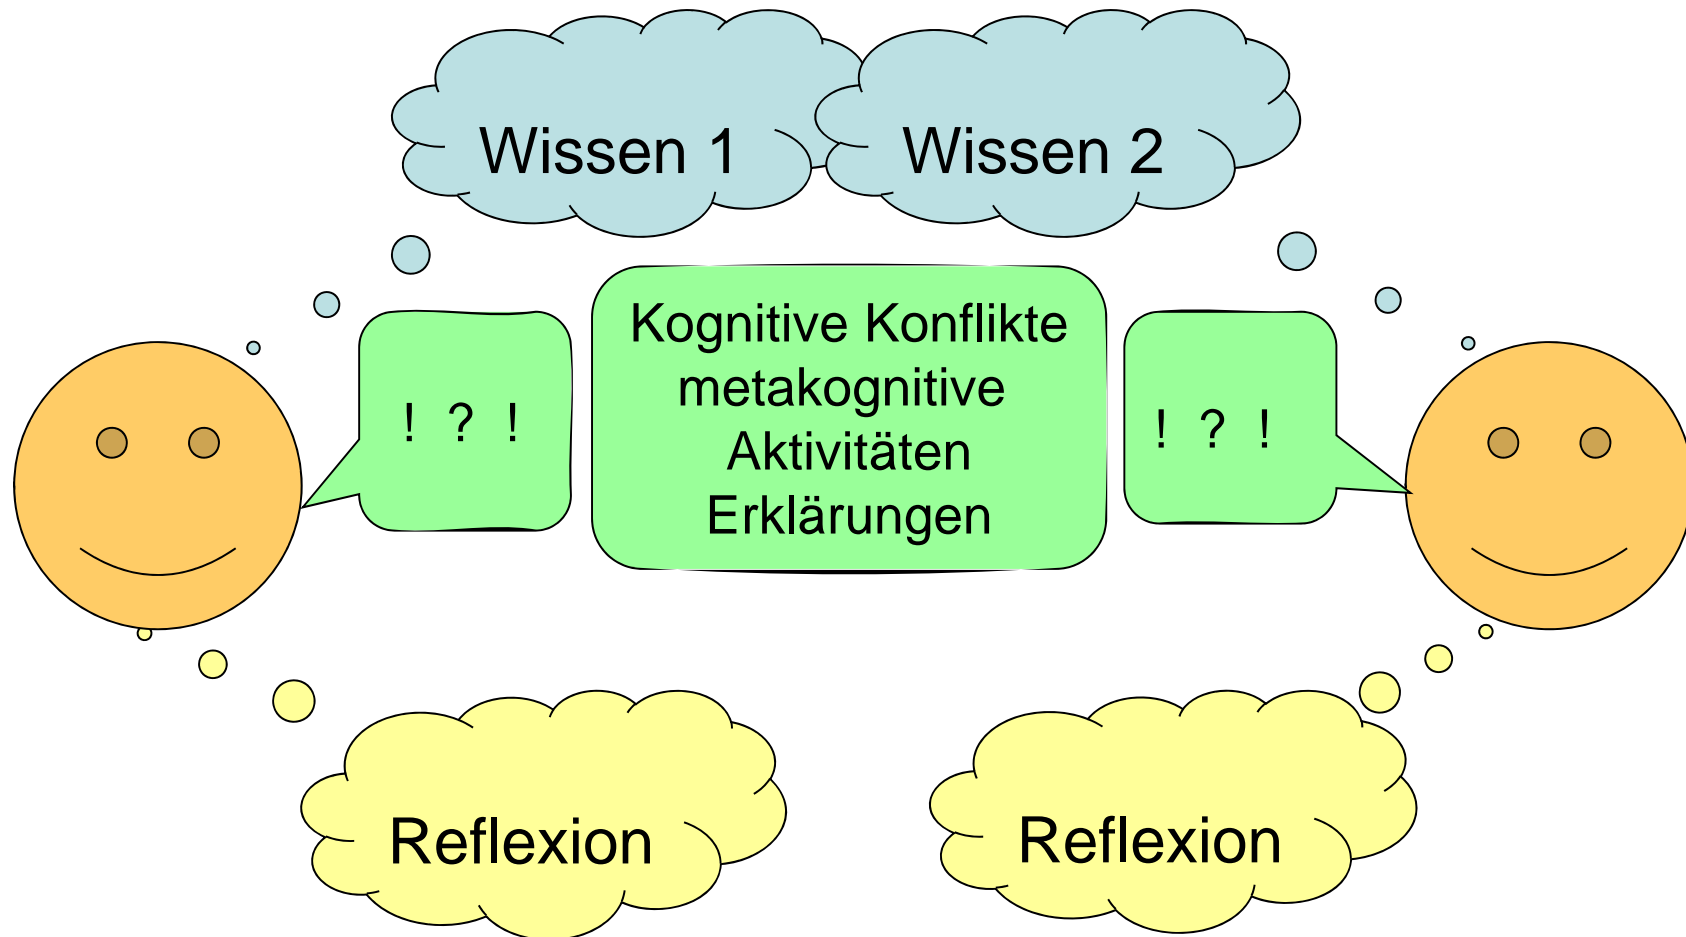 Wissen 1
Wissen 2
! ? !
Kognitive Konflikte
metakognitive
Aktivitäten
Erklärungen
! ? !
Reflexion
Reflexion